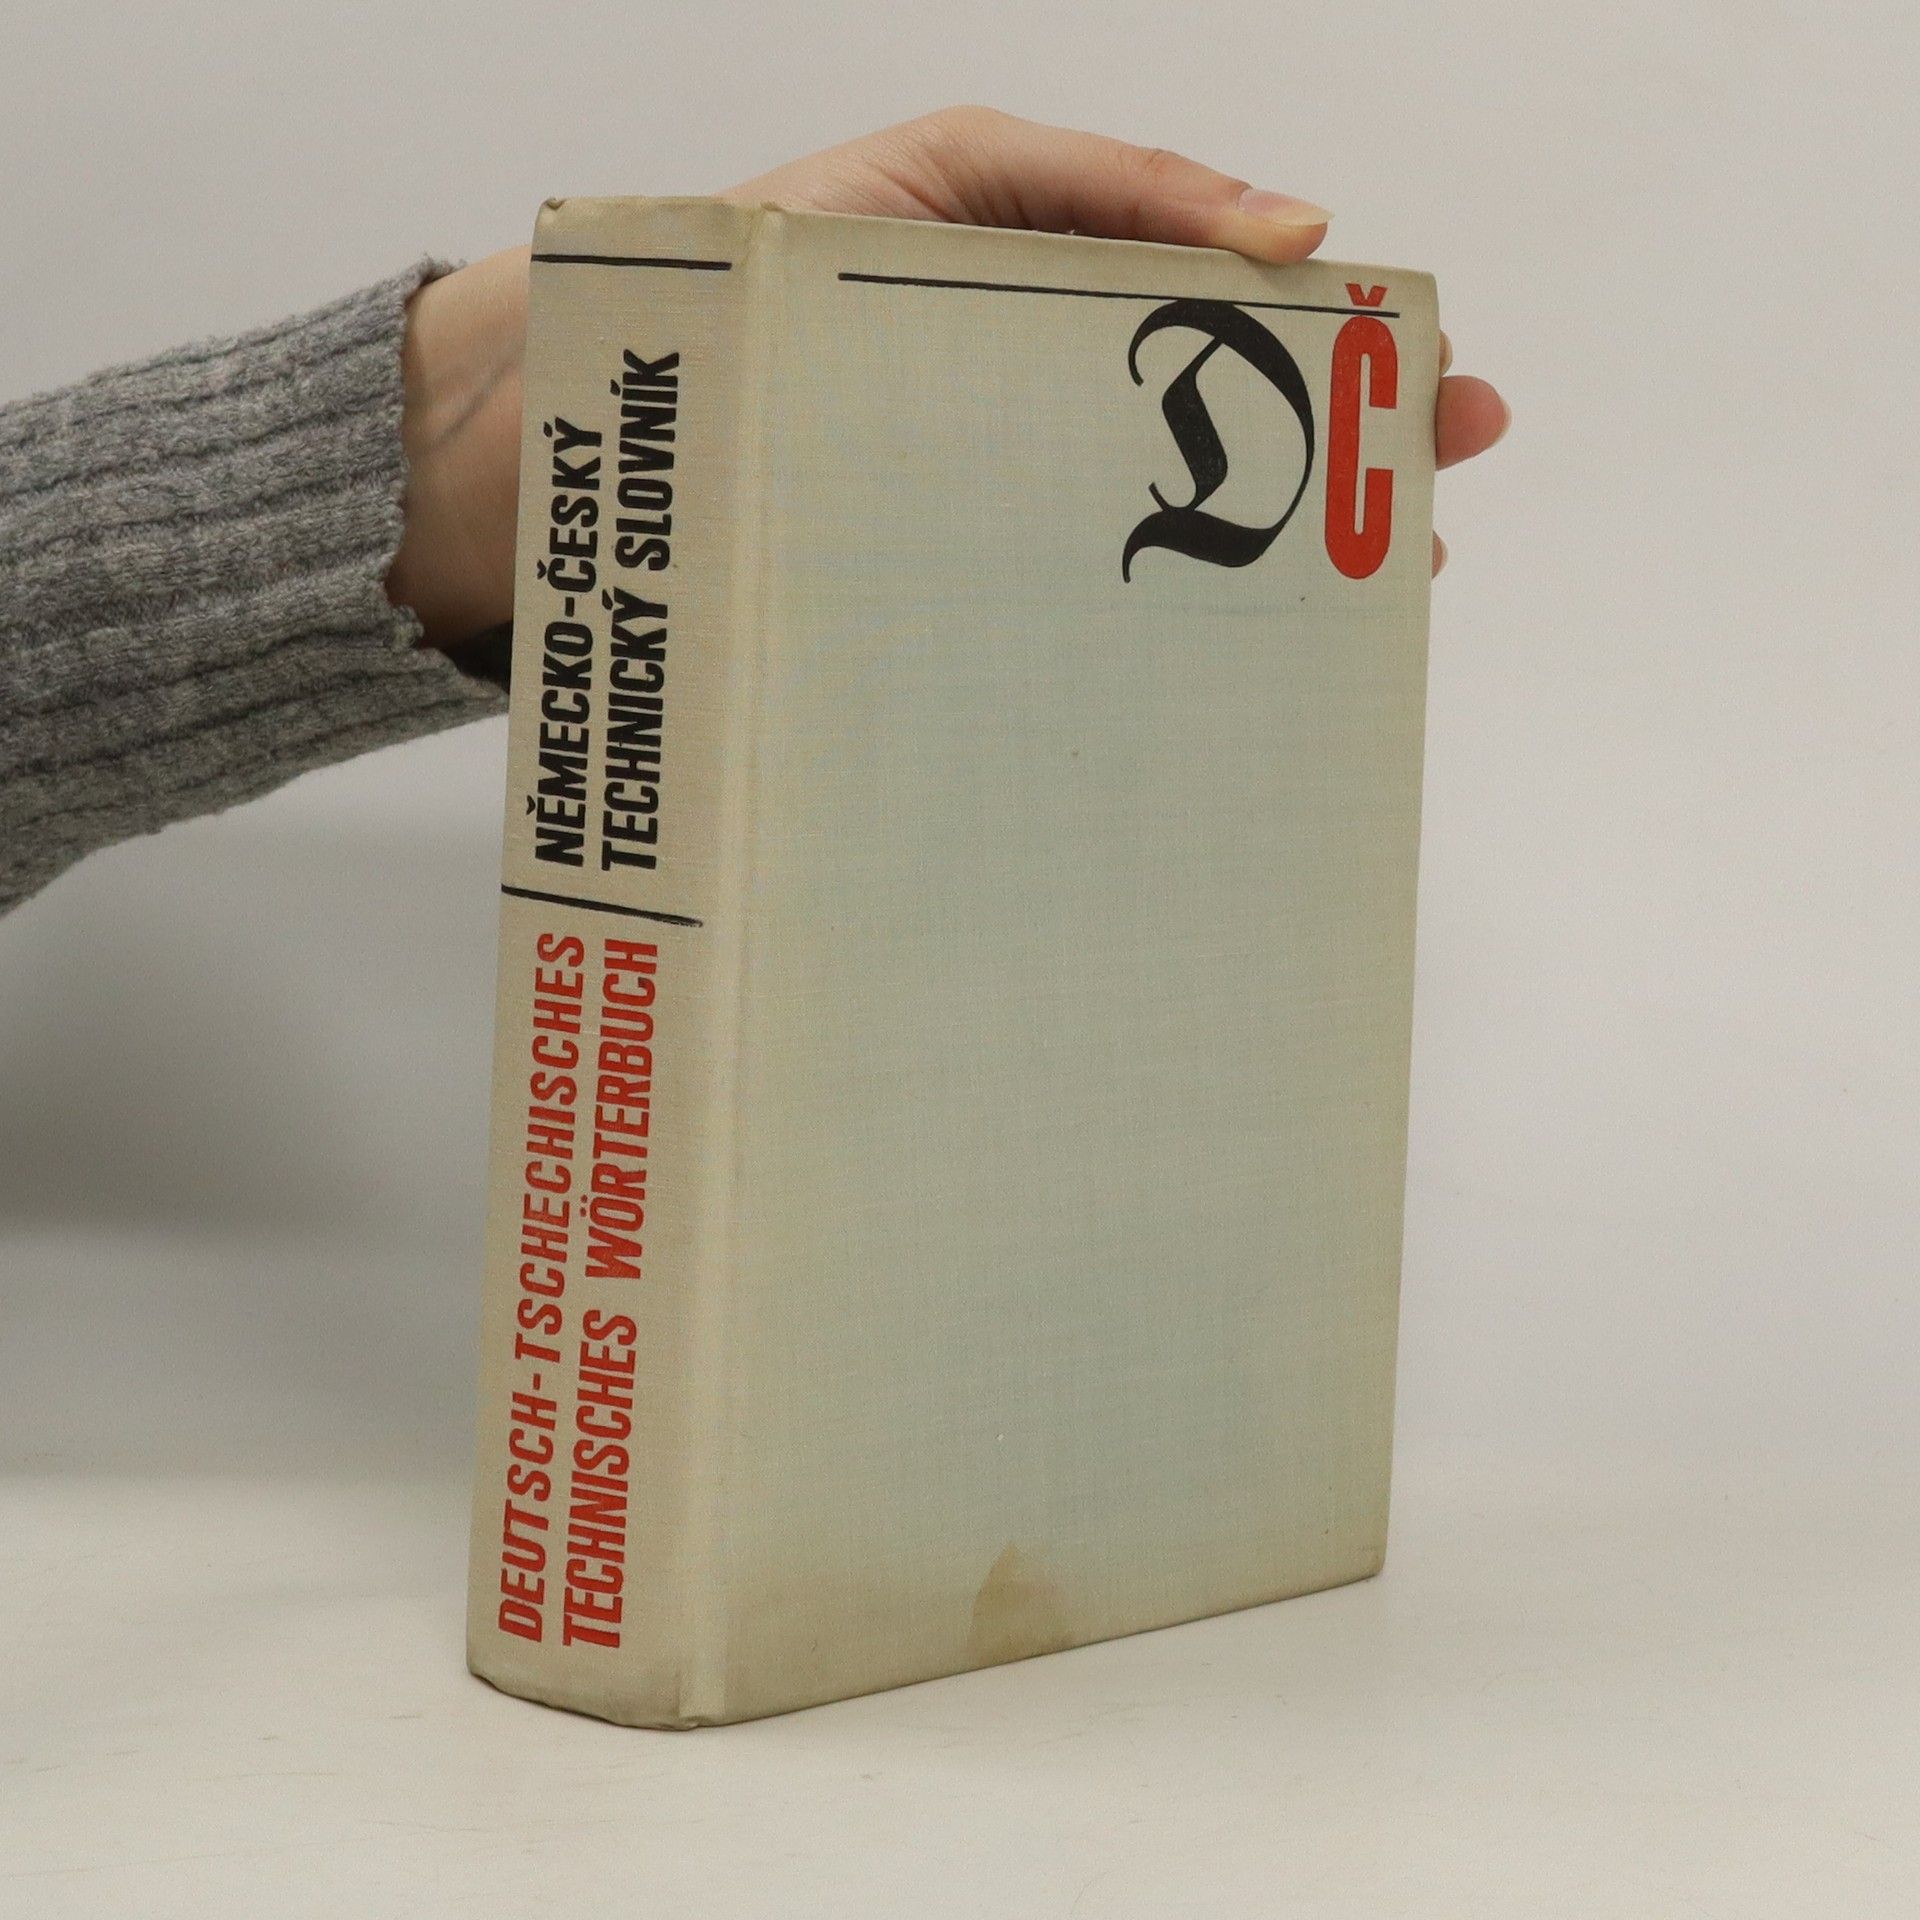 NĚMECKO-ČESKÝ
TECHNICKÝ SLOVNÍK
DEUTSCH-TSCHECHISCHES
TECHNISCHES WÖRTERBUCH
D Č